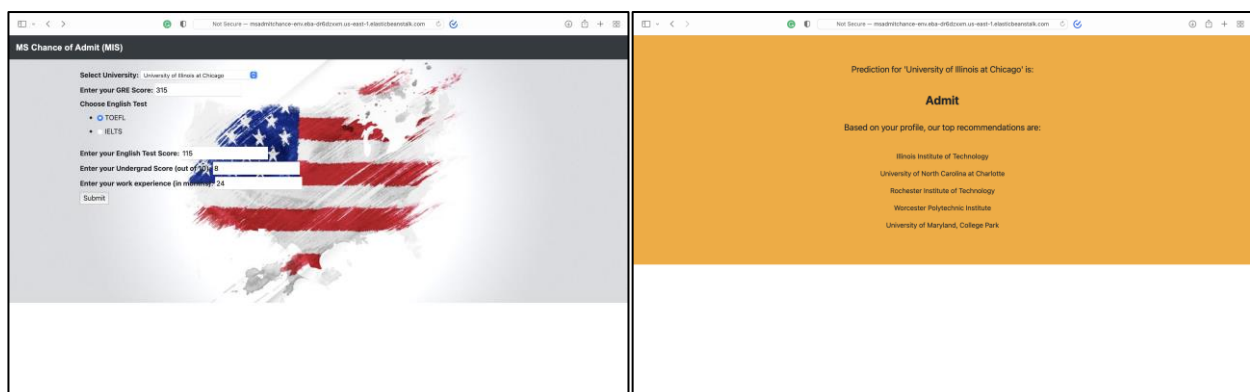 Not Secure — msadmitchance-env.eba-dr6dzxxm.us-east-1.elasticbeanstalk.com
MS Chance of Admit (MIS)
Select University: University of Illinois at Chicago
Enter your GRE Score: 315
Choose English Test
• TOEFL
• IELTS
Enter your English Test Score: 115
Enter your Undergrad Score (out of 10): 8
Enter your work experience (in months): 24
Submit
Not Secure — msadmitchance-env.eba-dr6dzxxm.us-east-1.elasticbeanstalk.com
Prediction for 'University of Illinois at Chicago' is:
Admit
Based on your profile, our top recommendations are:
Illinois Institute of Technology
University of North Carolina at Charlotte
Rochester Institute of Technology
Worcester Polytechnic Institute
University of Maryland, College Park